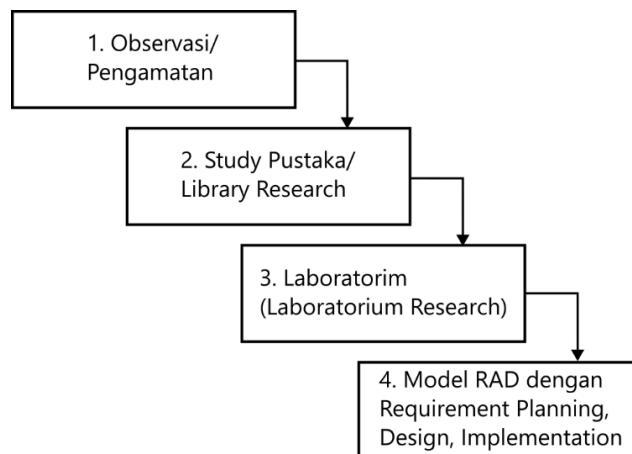 1. Observasi/
Pengamatan
2. Study Pustaka/
Library Research
3. Laboratorim
(Laboratorium Research)
4. Model RAD dengan
Requirement Planning,
Design, Implementation